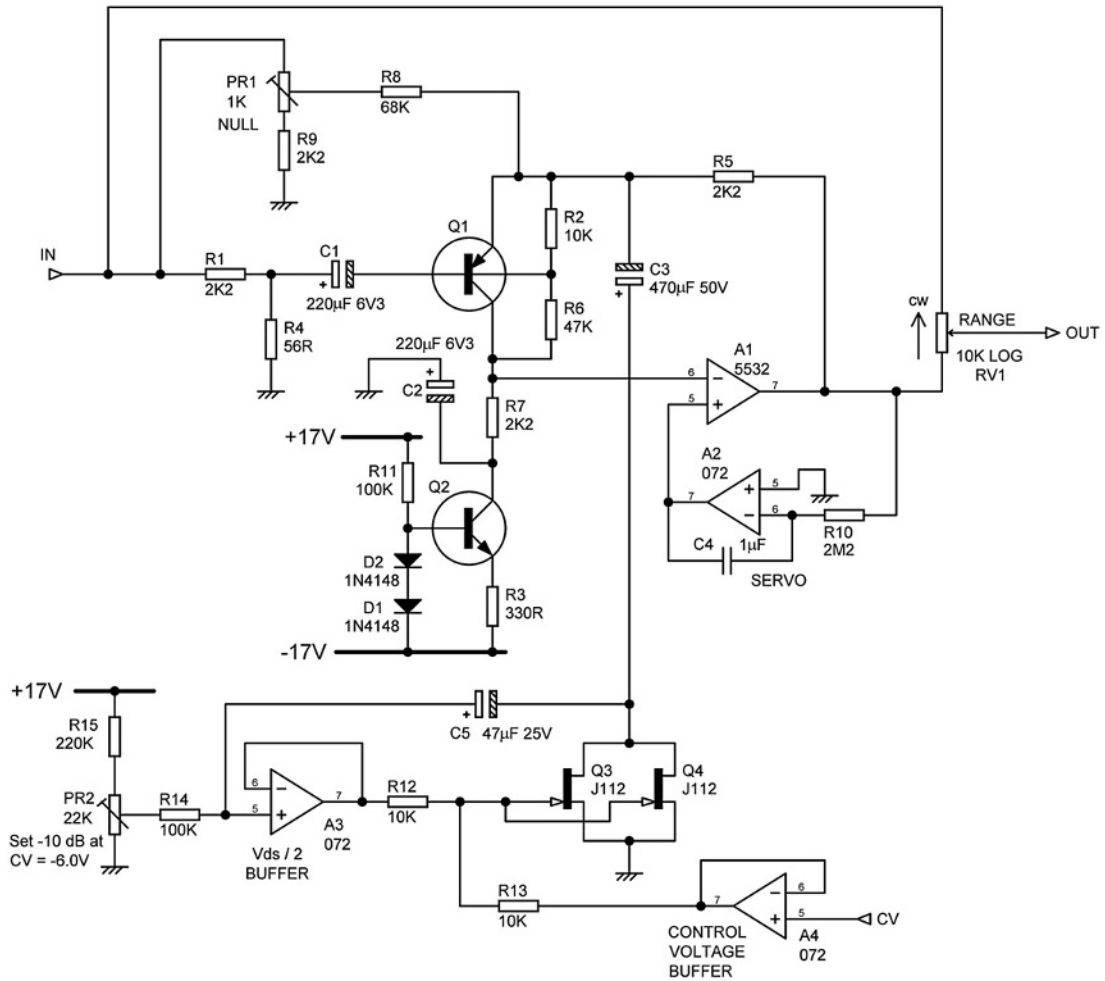 PR1
1K
NULL
R8
68K
R9
2K2
R5
2K2
Q1
R2
10K
IN
R1
2K2
C1
+
220µF 6V3
C3
470µF 50V
+
R6
47K
R4
56R
cw
RANGE
OUT
10K LOG
RV1
220µF 6V3
+
C2
A1
5532
6
−
7
5
+
R7
2K2
+17V
R11
100K
Q2
A2
072
+
5
7
−
6
R10
2M2
C4
1µF
SERVO
D2
1N4148
R3
330R
D1
1N4148
-17V
+17V
R15
220K
+
C5
47µF 25V
Q3
J112
Q4
J112
PR2
22K
R14
100K
6
−
7
5
+
R12
10K
A3
072
Set -10 dB at
CV = -6.0V
Vds / 2
BUFFER
R13
10K
−
6
7
+
5
CV
CONTROL
VOLTAGE
BUFFER
A4
072